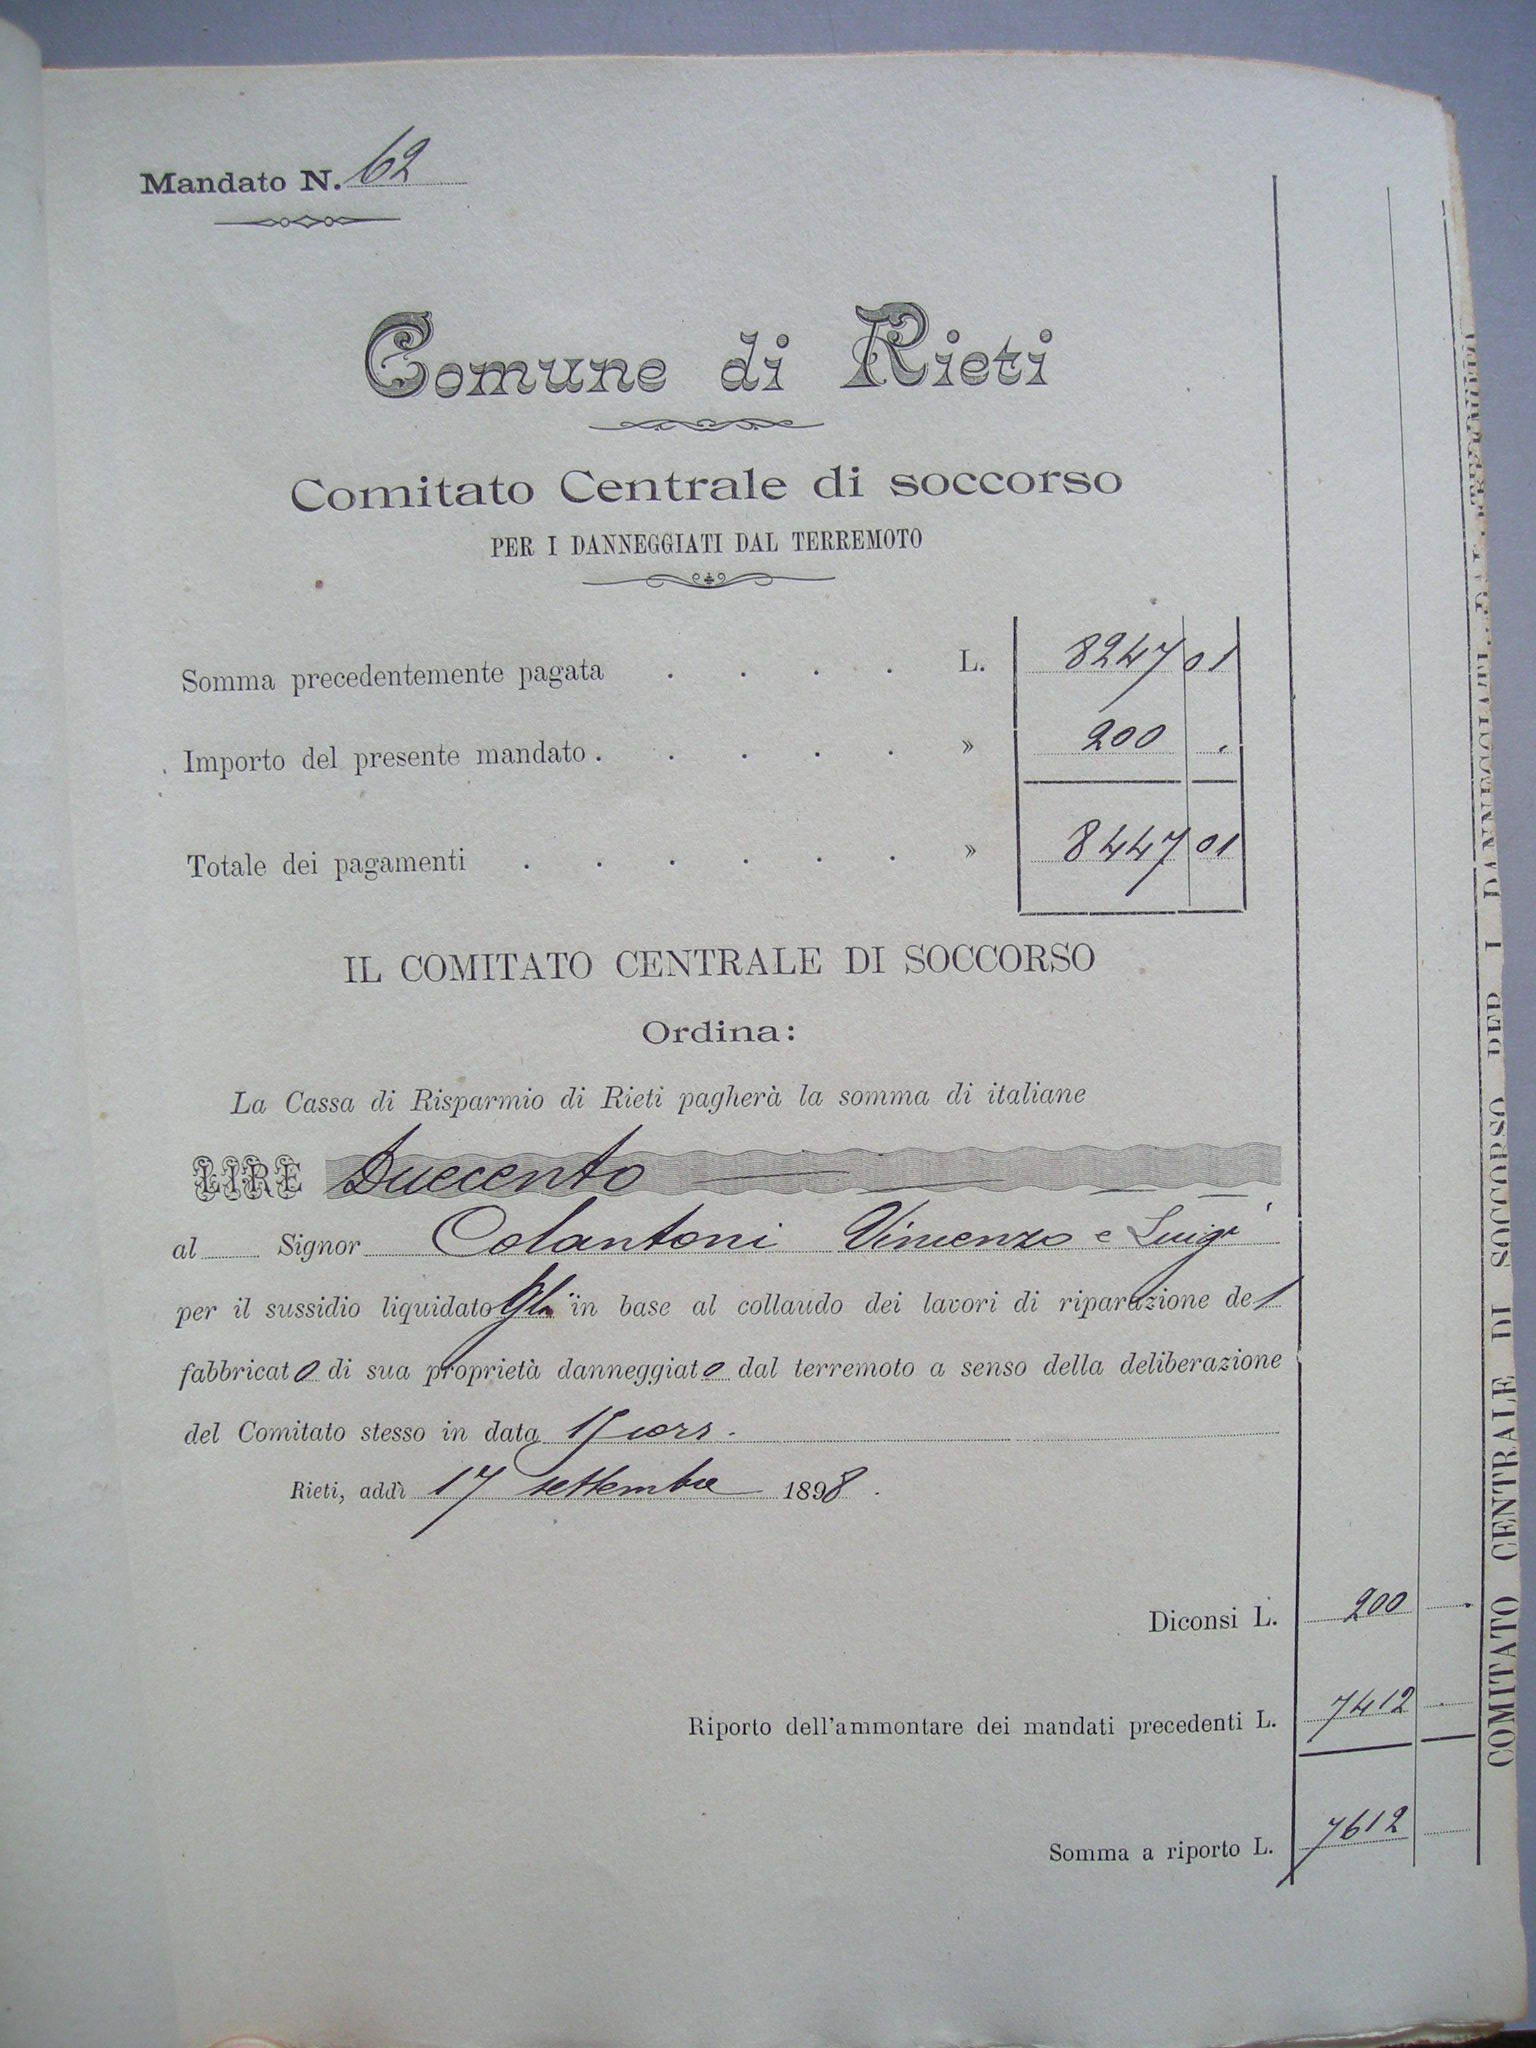 Mandato N. 62
Comune di Rieti
Comitato Centrale di soccorso
PER I DANNEGGIATI DAL TERREMOTO
Somma precedentemente pagata . . . . L. 8247 01
Importo del presente mandato . . . . . » 200 .
Totale dei pagamenti . . . . . . » 8447 01
IL COMITATO CENTRALE DI SOCCORSO
Ordina:
La Cassa di Risparmio di Rieti pagherà la somma di italiane
LIRE Duecento
al Signor Colantoni Vincenzo e Luigi
per il sussidio liquidato in base al collaudo dei lavori di riparazione del
fabbricato di sua proprietà danneggiato dal terremoto a senso della deliberazione
del Comitato stesso in data corr.
Rieti, addì 17 settembre 1898.
Diconsi L. 200 .
Riporto dell'ammontare dei mandati precedenti L. 7412 .
Somma a riporto L. 7612
COMITATO CENTRALE DI SOCCORSO PER I DANNEGGIATI DAL TERREMOTO